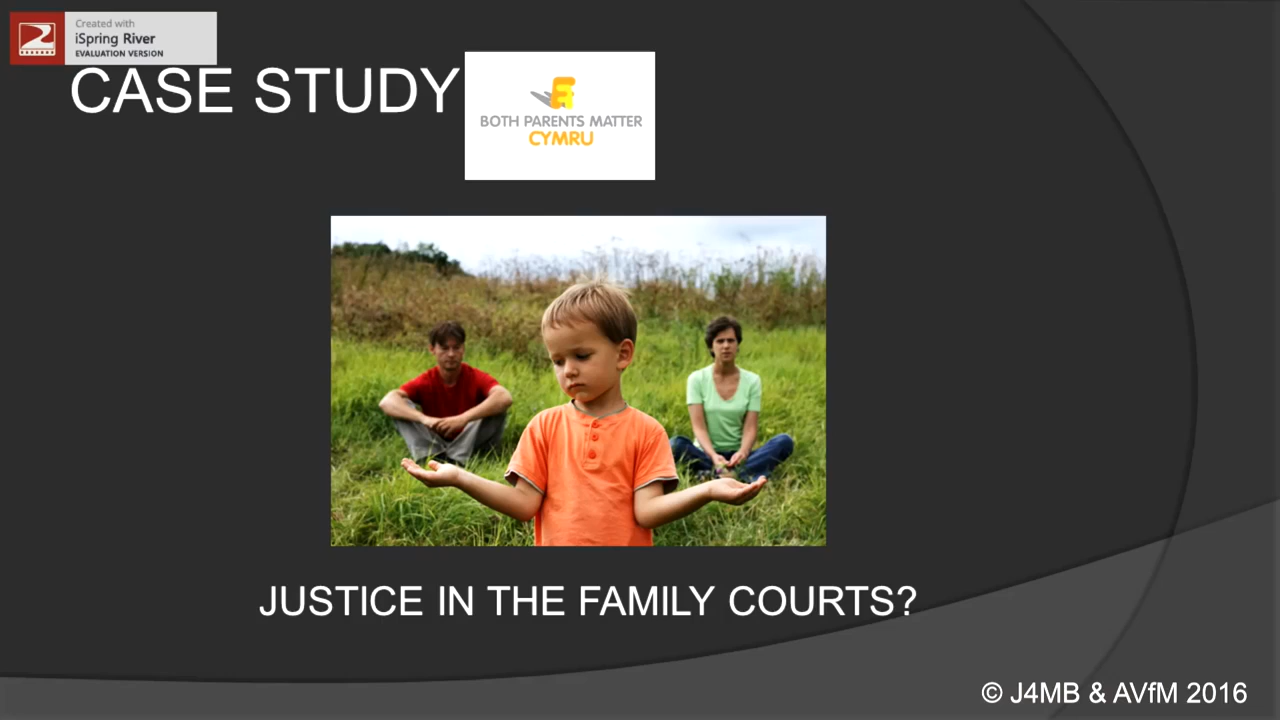 Created with
iSpring River
EVALUATION VERSION
CASE STUDY
BOTH PARENTS MATTER
CYMRU
JUSTICE IN THE FAMILY COURTS?
© J4MB & AVfM 2016